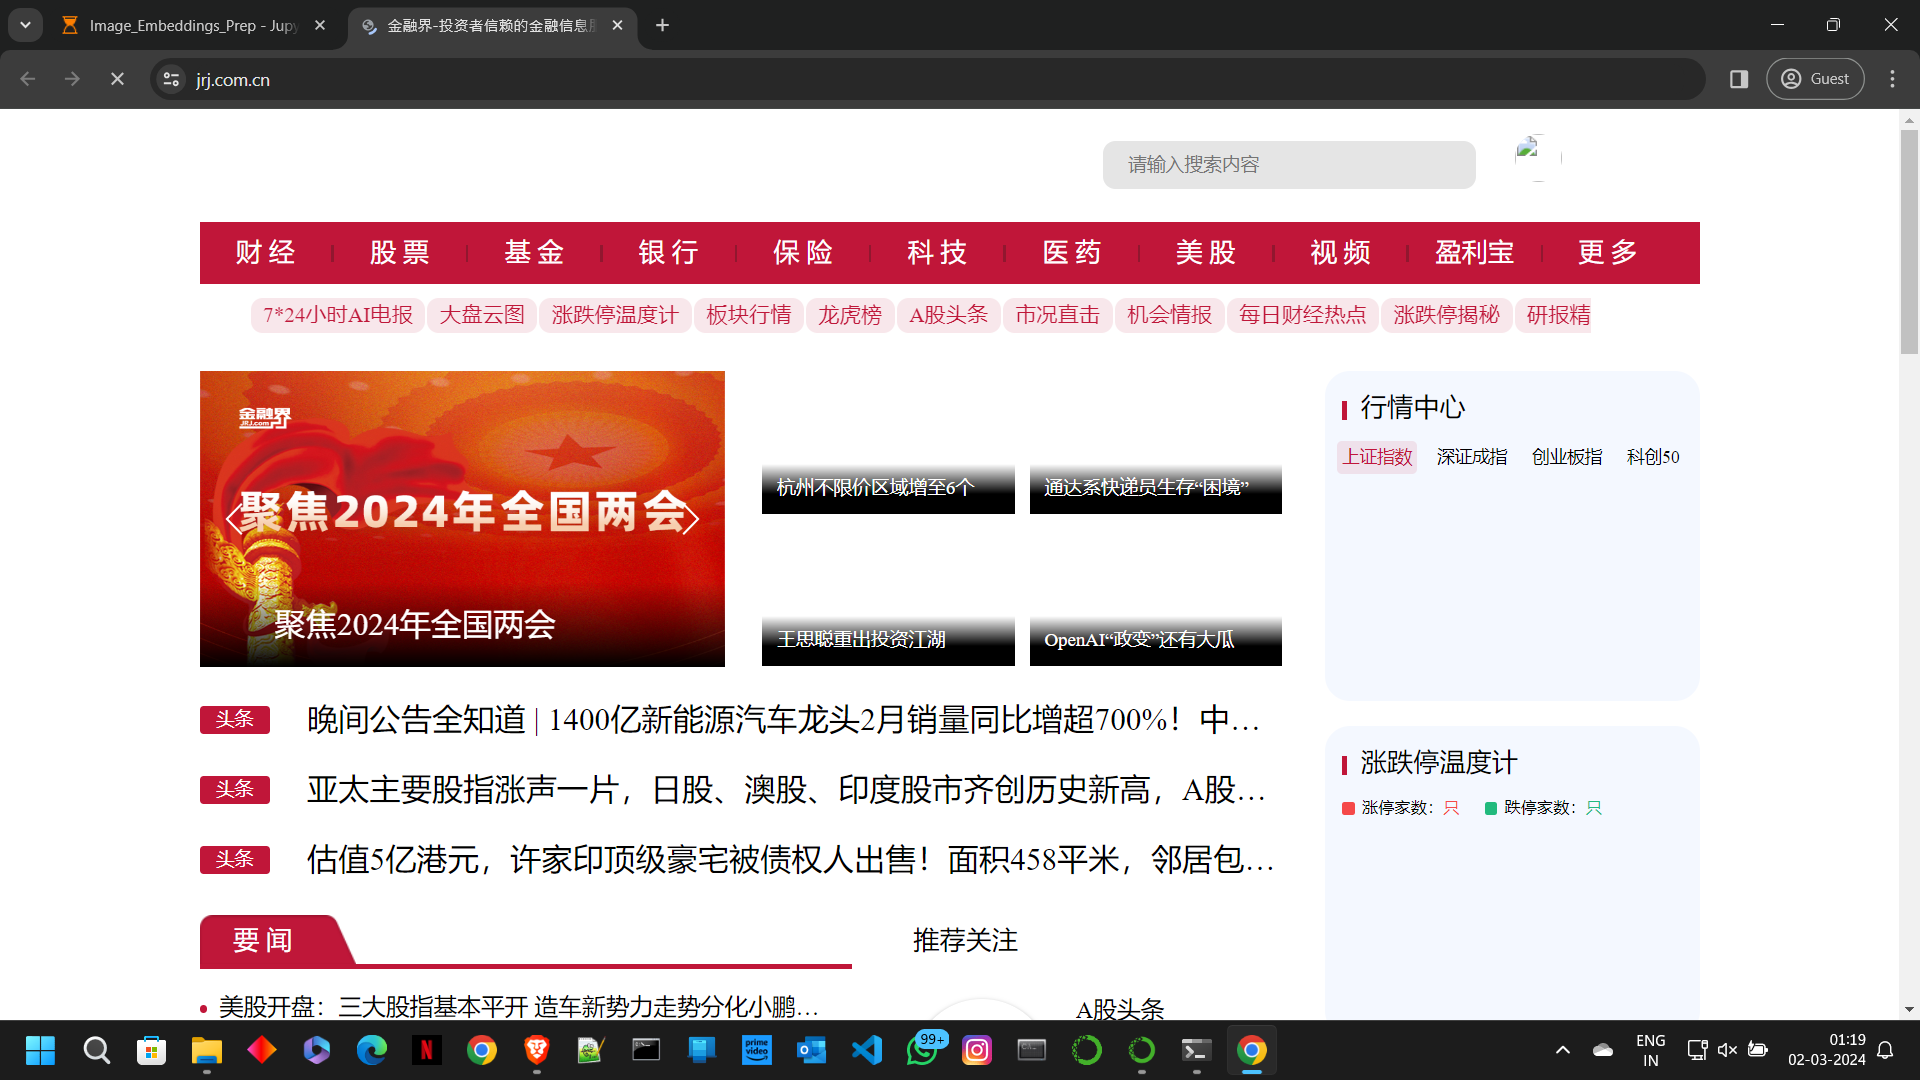 Image_Embeddings_Prep - Jupy
金融界-投资者信赖的金融信息
jrj.com.cn
Guest
请输入搜索内容
财经 股票 基金 银行 保险 科技 医药 美股 视频 盈利宝 更多
7*24小时AI电报 大盘云图 涨跌停温度计 板块行情 龙虎榜 A股头条 市况直击 机会情报 每日财经热点 涨跌停揭秘 研报精
金融界
JRJ.com
聚焦2024年全国两会
聚焦2024年全国两会
杭州不限价区域增至6个
通达系快递员生存“困境”
王思聪重出投资江湖
OpenAI“政变”还有大瓜
行情中心
上证指数 深证成指 创业板指 科创50
头条 晚间公告全知道 | 1400亿新能源汽车龙头2月销量同比增超700%！中…
头条 亚太主要股指涨声一片，日股、澳股、印度股市齐创历史新高，A股…
头条 估值5亿港元，许家印顶级豪宅被债权人出售！面积458平米，邻居包…
涨跌停温度计
涨停家数：只 跌停家数：只
要闻
推荐关注
美股开盘：三大股指基本平开 造车新势力走势分化小鹏…
A股头条
prime video
99+
ENG
IN
01:19
02-03-2024